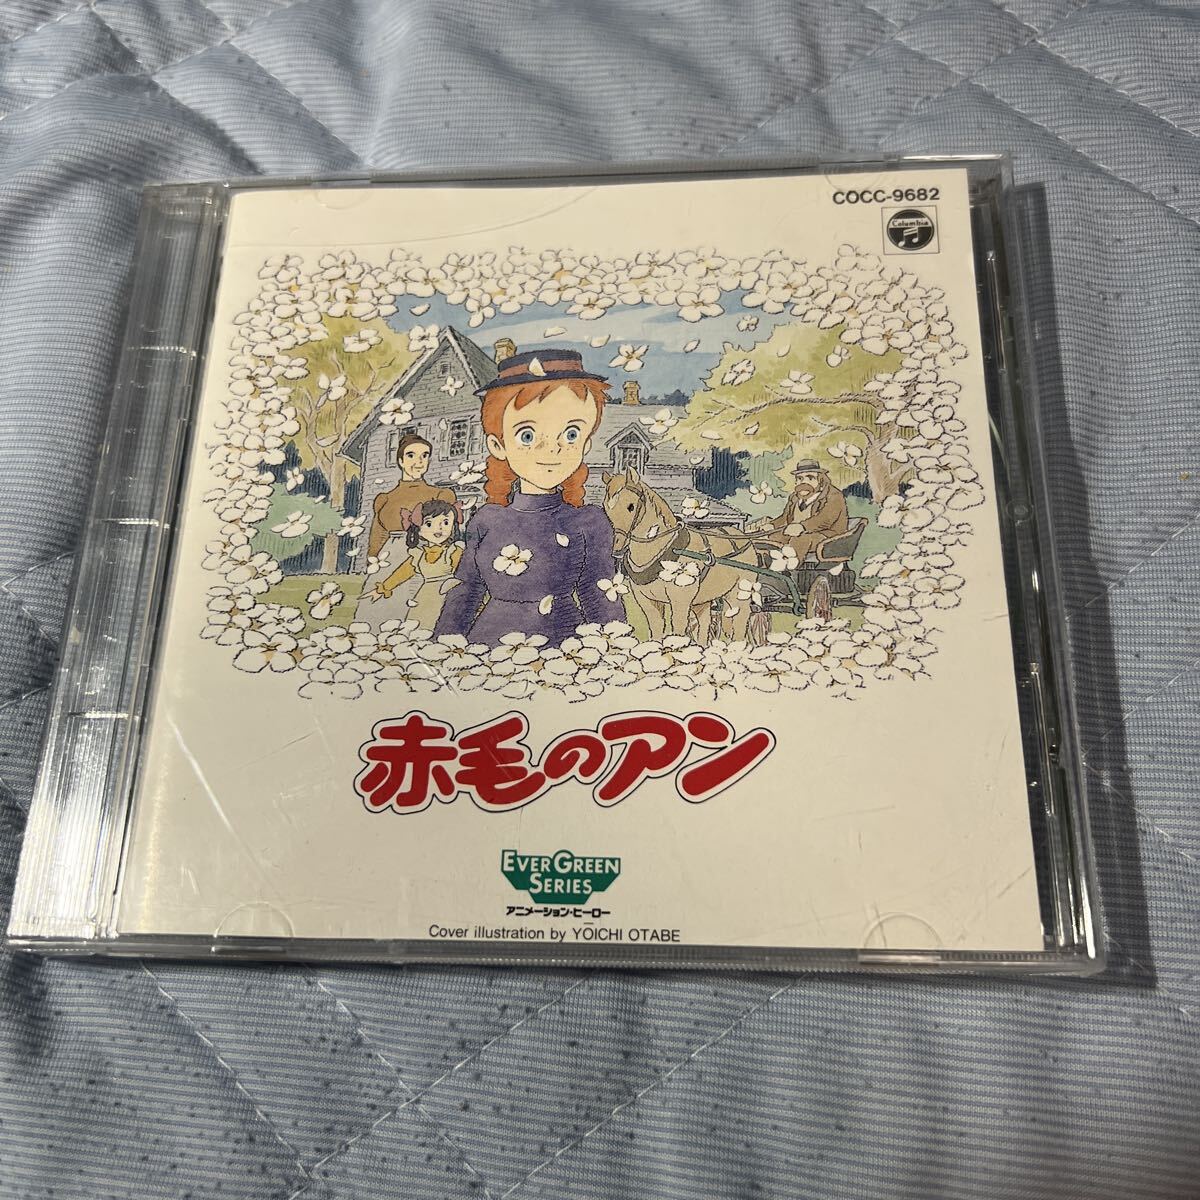 COCC-9682
Columbia
赤毛のアン
EVER GREEN
SERIES
アニメーション・ヒーロー
Cover illustration by YŌICHI OTABE